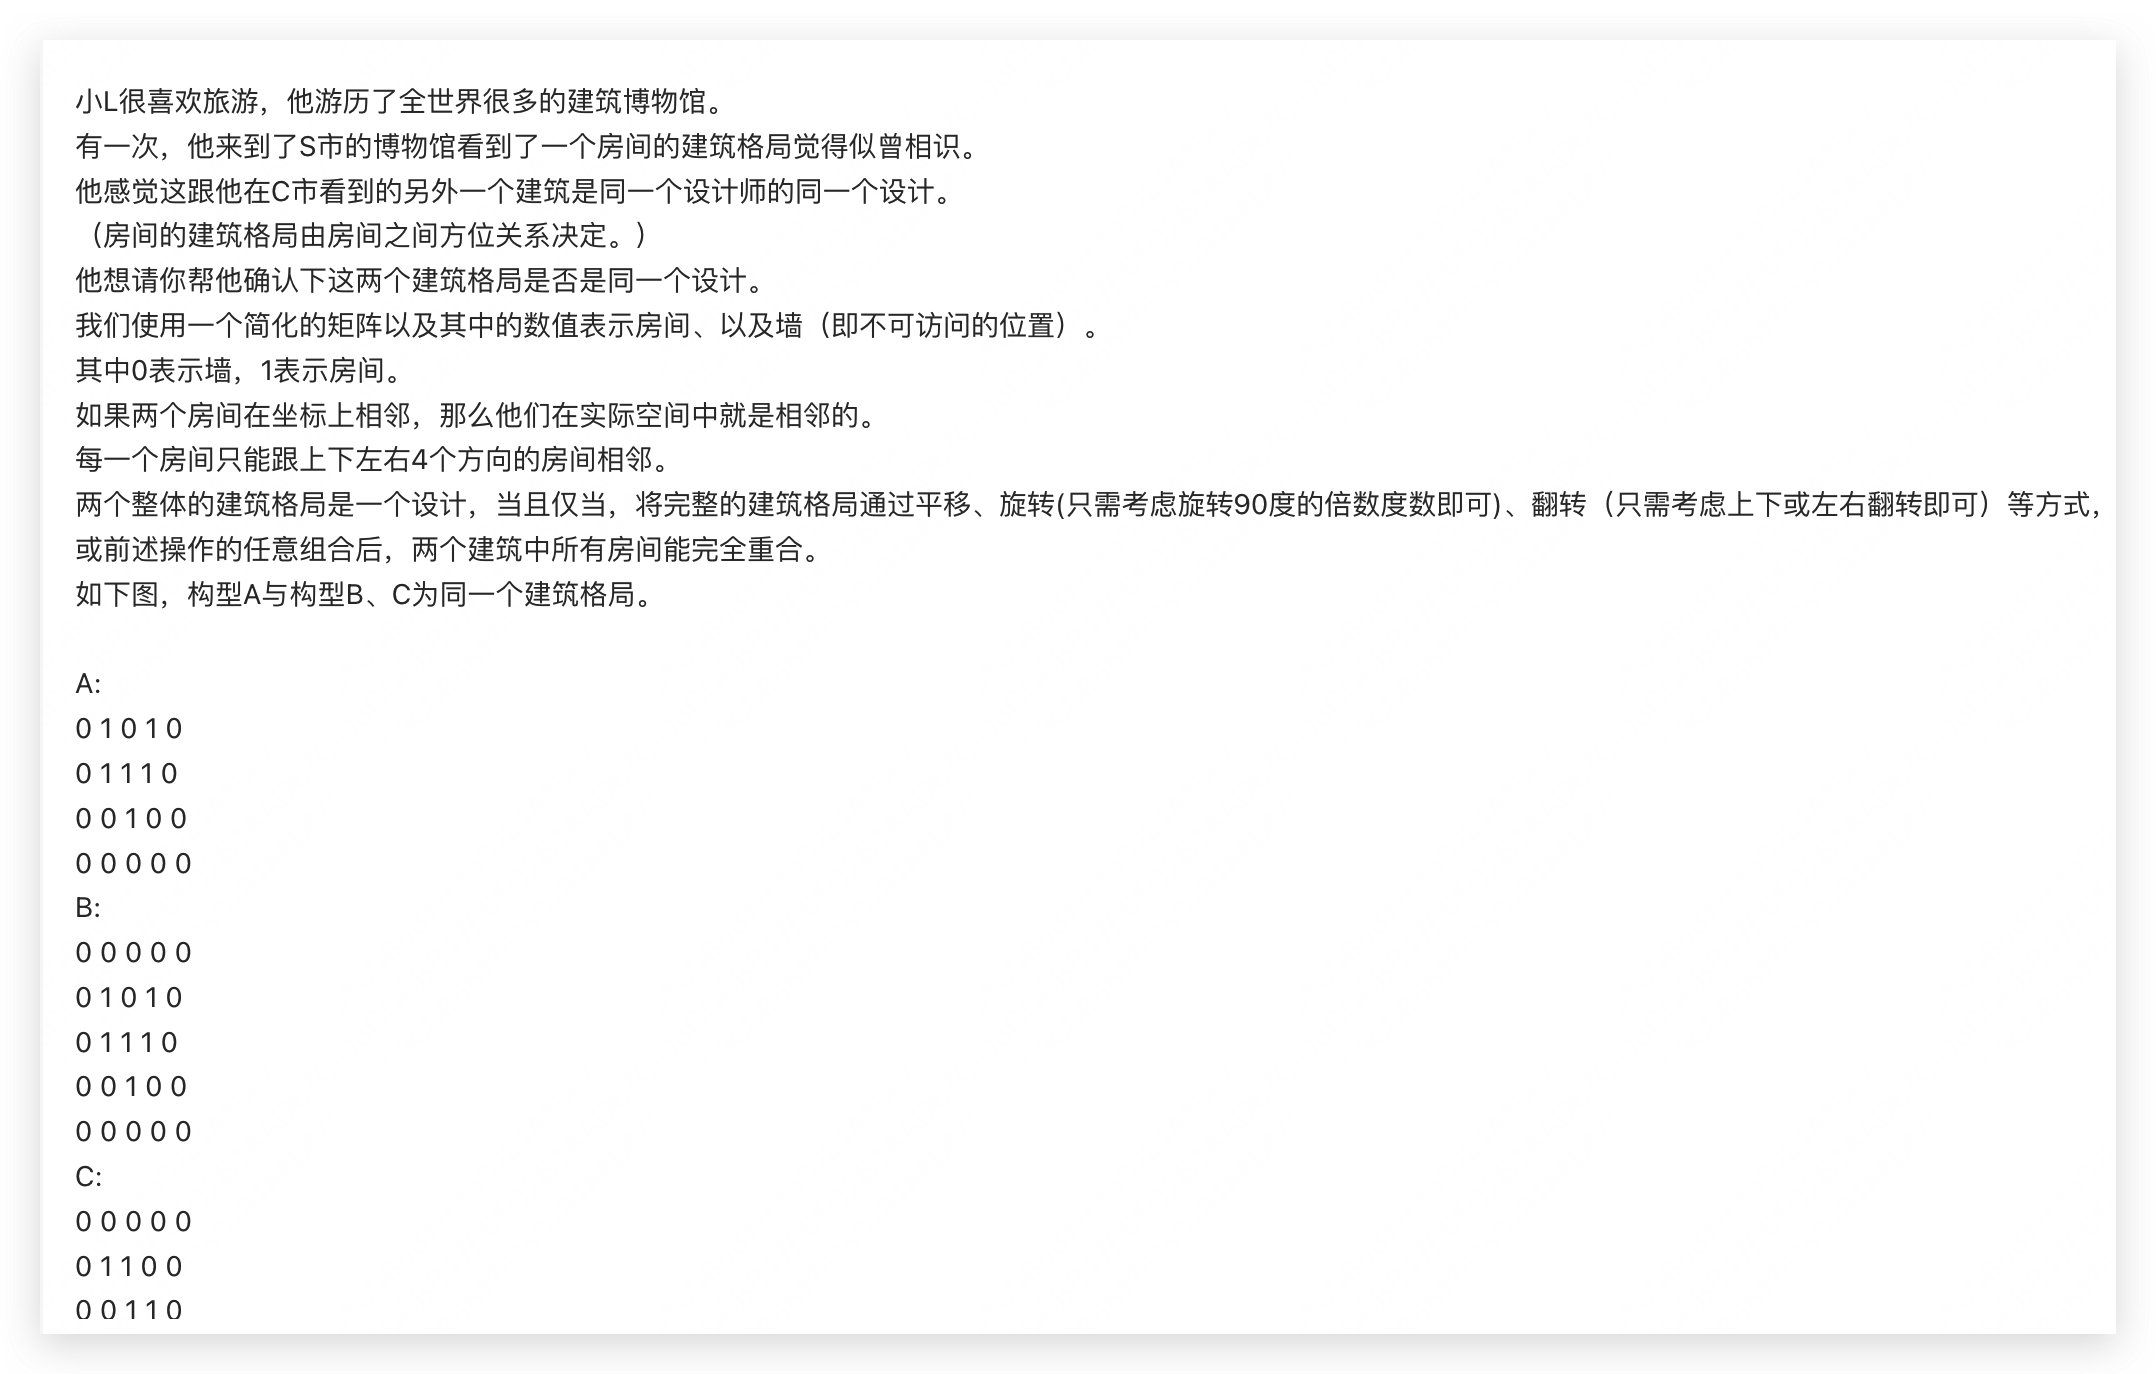 小L很喜欢旅游，他游历了全世界很多的建筑博物馆。
有一次，他来到了S市的博物馆看到了一个房间的建筑格局觉得似曾相识。
他感觉这跟他在C市看到的另外一个建筑是同一个设计师的同一个设计。
（房间的建筑格局由房间之间方位关系决定。）
他想请你帮他确认下这两个建筑格局是否是同一个设计。
我们使用一个简化的矩阵以及其中的数值表示房间、以及墙（即不可访问的位置）。
其中0表示墙，1表示房间。
如果两个房间在坐标上相邻，那么他们在实际空间中就是相邻的。
每一个房间只能跟上下左右4个方向的房间相邻。
两个整体的建筑格局是一个设计，当且仅当，将完整的建筑格局通过平移、旋转(只需考虑旋转90度的倍数度数即可)、翻转（只需考虑上下或左右翻转即可）等方式，
或前述操作的任意组合后，两个建筑中所有房间能完全重合。
如下图，构型A与构型B、C为同一个建筑格局。
A:
0 1 0 1 0
0 1 1 1 0
0 0 1 0 0
0 0 0 0 0
B:
0 0 0 0 0
0 1 0 1 0
0 1 1 1 0
0 0 1 0 0
0 0 0 0 0
C:
0 0 0 0 0
0 1 1 0 0
0 0 1 1 0